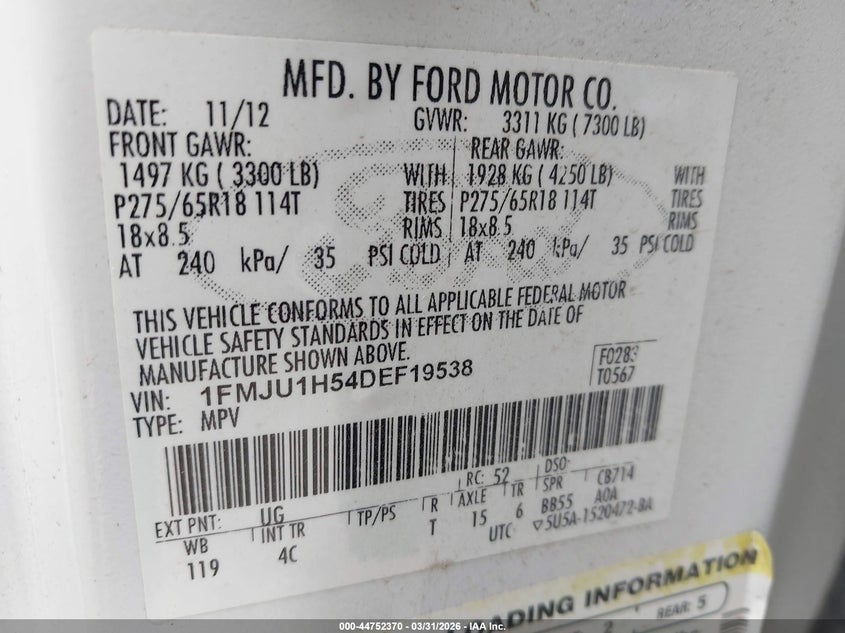 MFD. BY FORD MOTOR CO.
DATE: 11/12 GVWR: 3311 KG ( 7300 LB)
FRONT GAWR: REAR GAWR:
1497 KG ( 3300 LB) WITH 1928 KG ( 4250 LB) WITH
P275/65R18 114T TIRES P275/65R18 114T TIRES
18x8.5 RIMS 18x8.5 RIMS
AT 240 kPa/ 35 PSI COLD AT 240 kPa/ 35 PSI COLD
THIS VEHICLE CONFORMS TO ALL APPLICABLE FEDERAL MOTOR
VEHICLE SAFETY STANDARDS IN EFFECT ON THE DATE OF
MANUFACTURE SHOWN ABOVE.
VIN: 1FMJU1H54DEF19538 F0283
TYPE: MPV T0567
EXT PNT: UG RC: 52 DSO:
WB INT TR TP/PS R AXLE TR SPR CB714
119 4C T 15 6 BB55 AOA
UTC ▽5U5A-1520472-BA
LOADING INFORMATION
2 REAR: 5
000-44752370 - 03/31/2026 - IAA Inc.